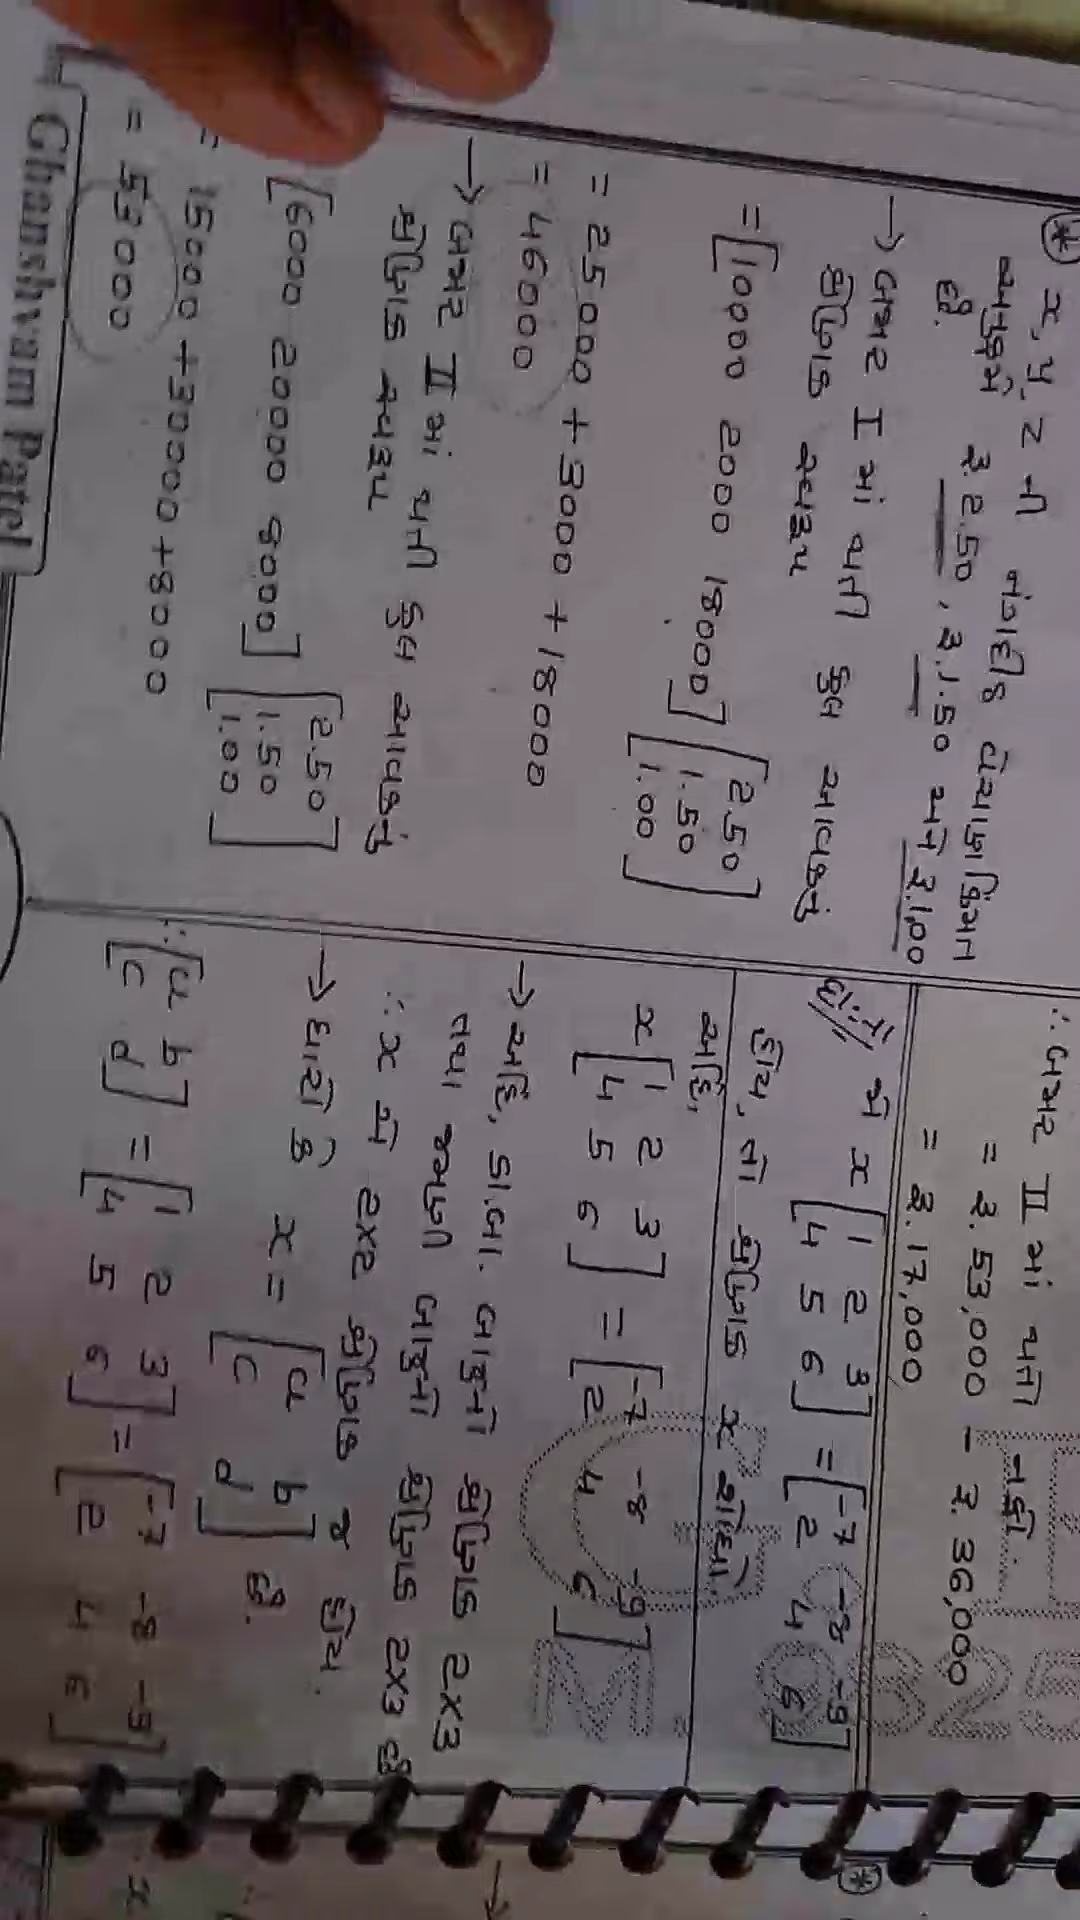 * x, y, z ની નંગદીઠ વેચાણ કિંમત
અનુક્રમે રૂ.2.50, રૂ.1.50 અને રૂ.1.00
છે.
→ બજાર I માં થતી કુલ આવકનું
શ્રેણિક સ્વરૂપ
= [10000 2000 18000] [2.50
1.50
1.00]
= 25000 + 3000 + 18000
= 46000
→ બજાર II માં થતી કુલ આવકનું
શ્રેણિક સ્વરૂપ
[6000 20000 8000] [2.50
1.50
1.00]
= 15000 + 30000 + 8000
= 53000
Ghanshyam Patel
∴ બજાર II માં થતો નફો.
= રૂ. 53,000 - રૂ. 36,000
= રૂ. 17,000
જો x [1 2 3
4 5 6] = [-7 -8 -9
2 4 6]
હોય, તો શ્રેણિક x શોધો.
અહિં,
x [1 2 3
4 5 6] = [-7 -8 -9
2 4 6]
→ અહિં, ડા.બા. બાજુનો શ્રેણિક 2x3
તથા જમણી બાજુનો શ્રેણિક 2x3 છે
∴ x એ 2x2 શ્રેણિક જ હોય.
→ ધારો કે x = [a b
c d] છે.
∴ [a b
c d] = [1 2 3
4 5 6] = [-7 -8 -9
2 4 6]